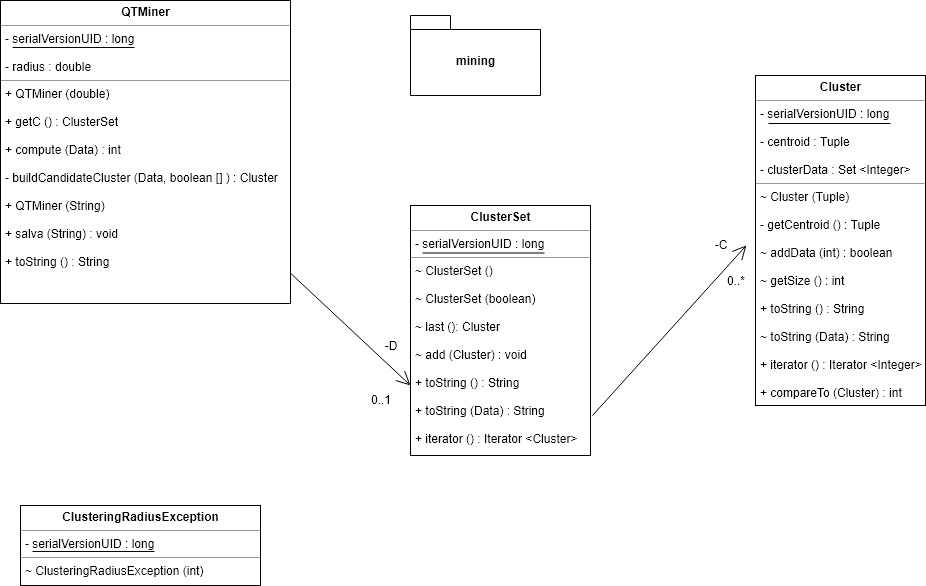 QTMiner
- serialVersionUID : long
- radius : double
+ QTMiner (double)
+ getC () : ClusterSet
+ compute (Data) : int
- buildCandidateCluster (Data, boolean [] ) : Cluster
+ QTMiner (String)
+ salva (String) : void
+ toString () : String
mining
Cluster
- serialVersionUID : long
- centroid : Tuple
- clusterData : Set <Integer>
~ Cluster (Tuple)
- getCentroid () : Tuple
~ addData (int) : boolean
~ getSize () : int
+ toString () : String
~ toString (Data) : String
+ iterator () : Iterator <Integer>
+ compareTo (Cluster) : int
ClusterSet
- serialVersionUID : long
~ ClusterSet ()
~ ClusterSet (boolean)
~ last (): Cluster
~ add (Cluster) : void
+ toString () : String
+ toString (Data) : String
+ iterator () : Iterator <Cluster>
-C
0..*
-D
0..1
ClusteringRadiusException
- serialVersionUID : long
~ ClusteringRadiusException (int)